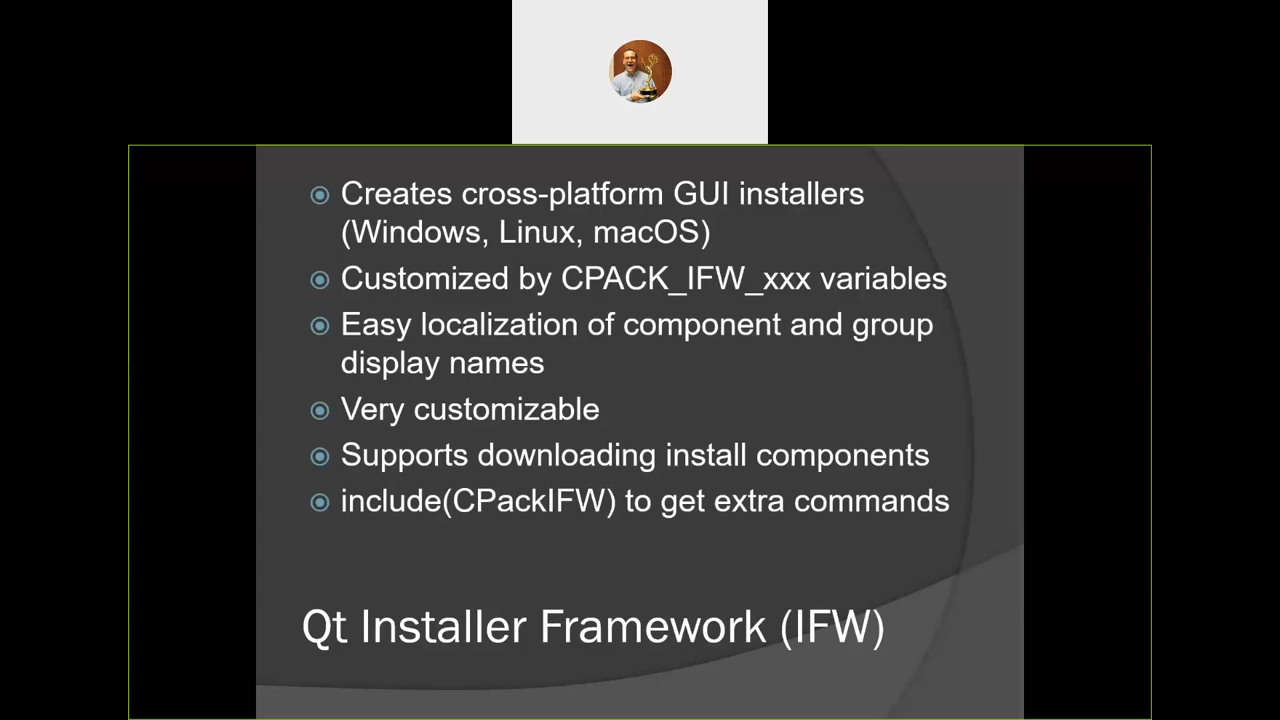 Creates cross-platform GUI installers
(Windows, Linux, macOS)
Customized by CPACK_IFW_xxx variables
Easy localization of component and group
display names
Very customizable
Supports downloading install components
include(CPackIFW) to get extra commands
Qt Installer Framework (IFW)